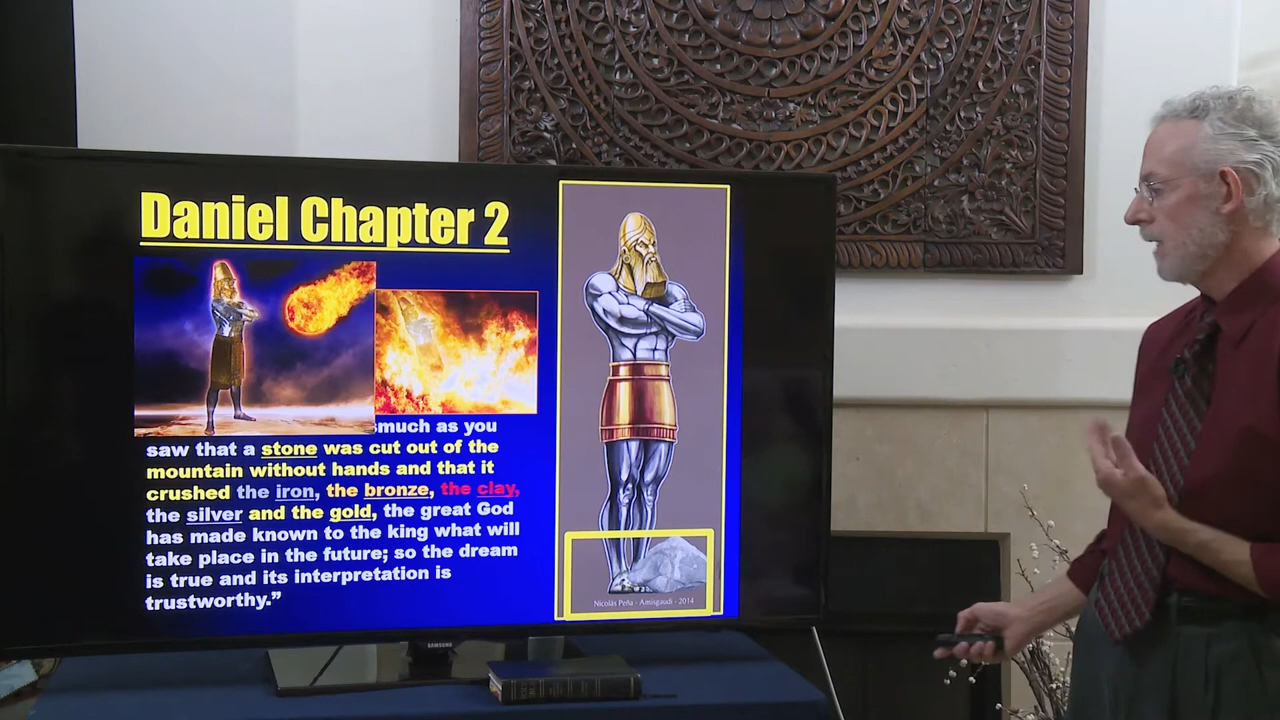 Daniel Chapter 2
much as you
saw that a stone was cut out of the
mountain without hands and that it
crushed the iron, the bronze, the clay,
the silver and the gold, the great God
has made known to the king what will
take place in the future; so the dream
is true and its interpretation is
trustworthy.”
Nicolás Peña - Amisgaudi - 2014
SAMSUNG